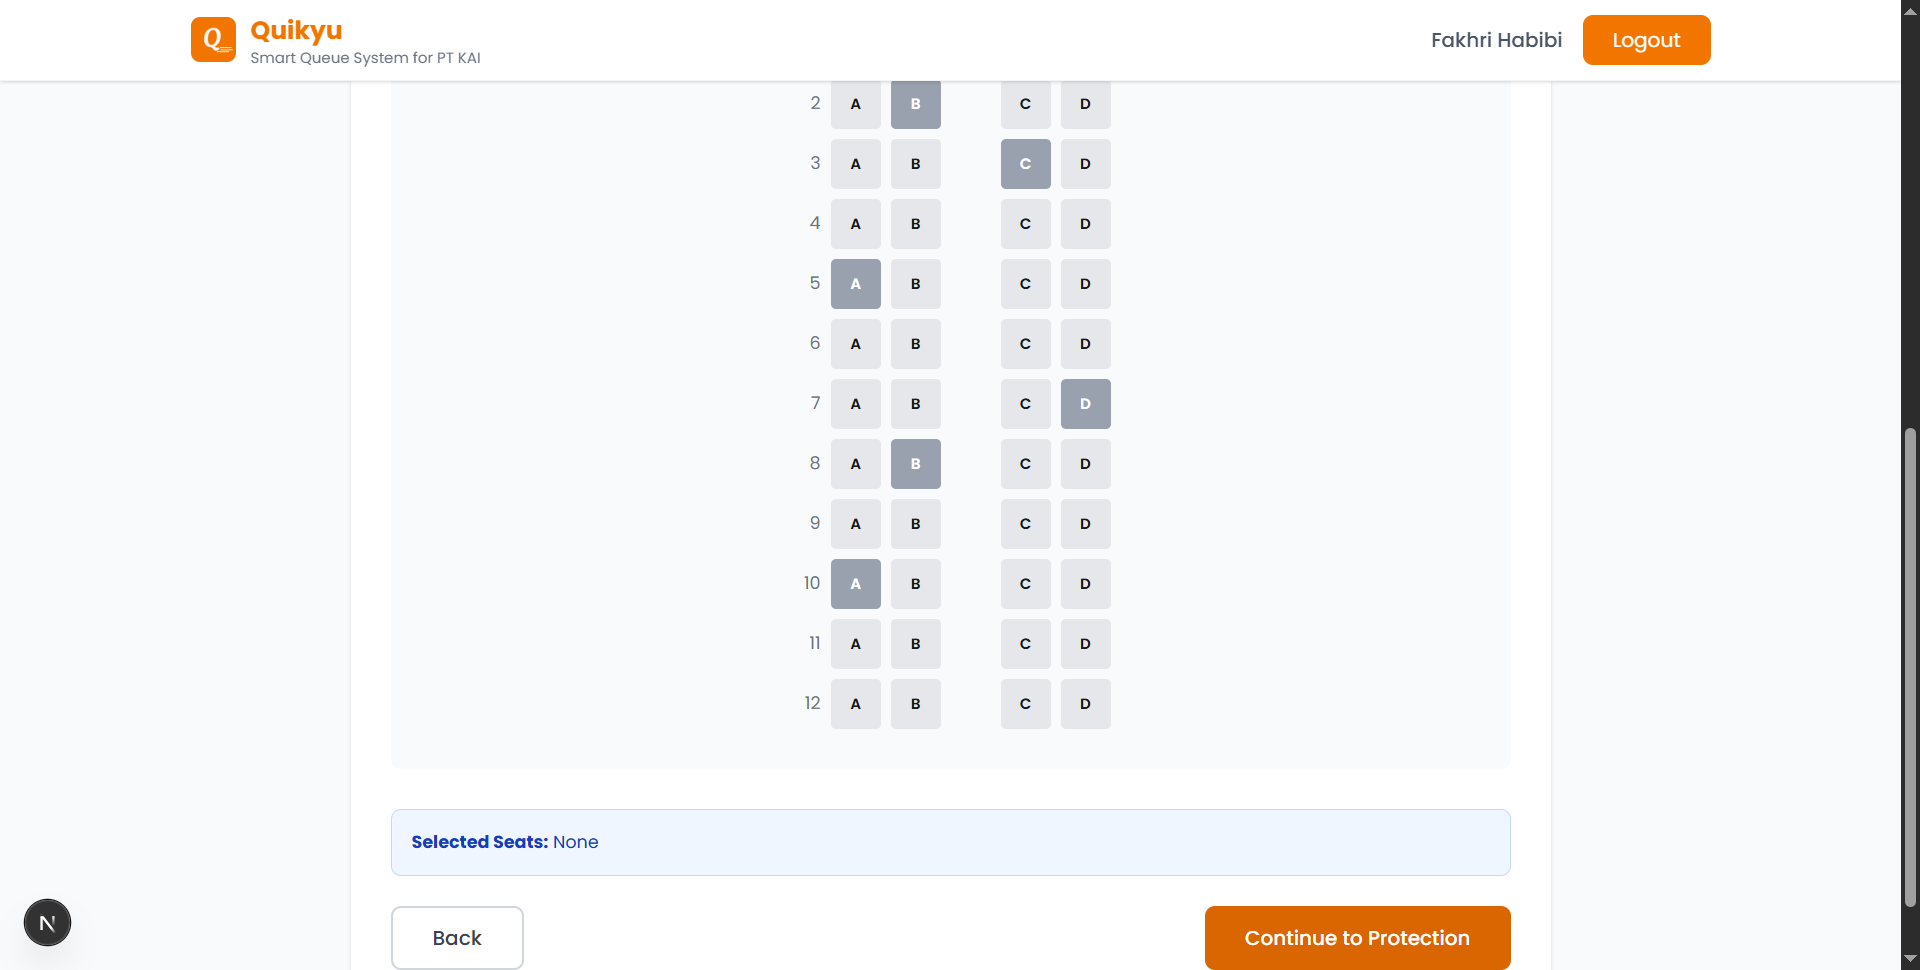 Q
Quikyu
Smart Queue System for PT KAI
Fakhri Habibi
Logout
2 A B C D
3 A B C D
4 A B C D
5 A B C D
6 A B C D
7 A B C D
8 A B C D
9 A B C D
10 A B C D
11 A B C D
12 A B C D
Selected Seats: None
N
Back
Continue to Protection